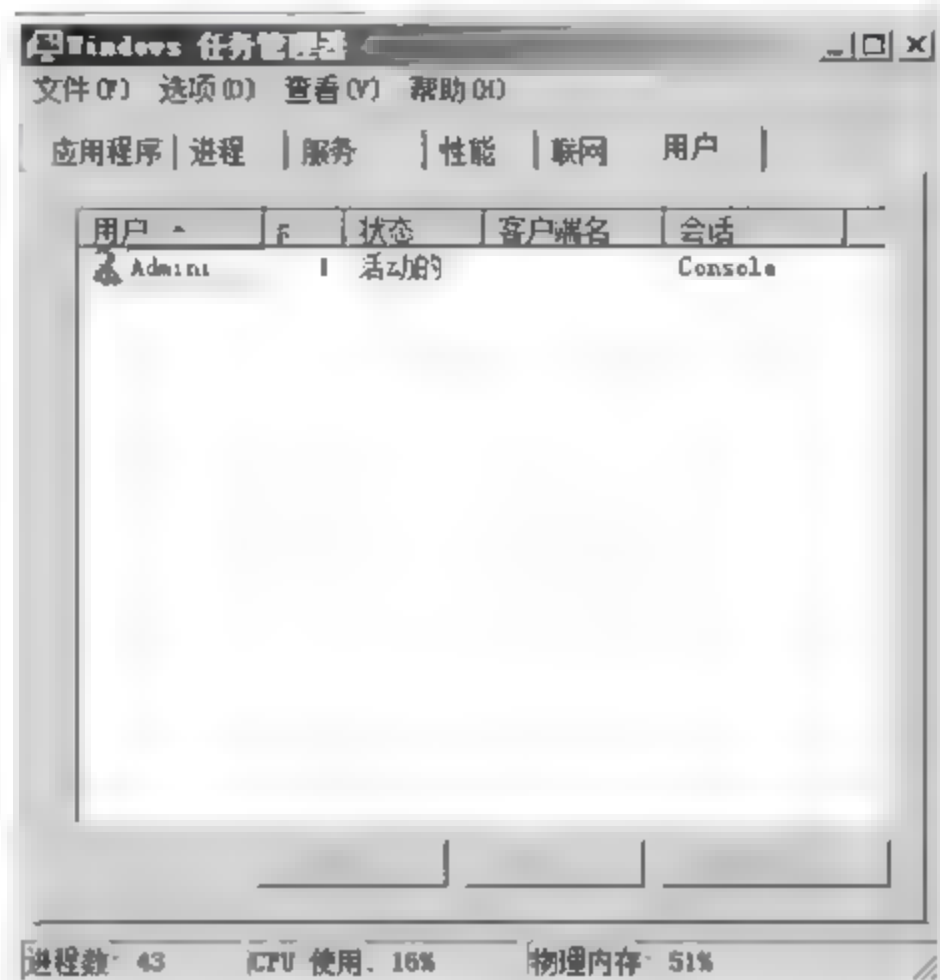 Windows 任务管理器
文件(F) 选项(O) 查看(V) 帮助(H)
应用程序 进程 服务 性能 联网 用户
用户 状态 客户端名 会话
Admini 1 活动的 Console
进程数: 43 CPU 使用: 16% 物理内存: 51%